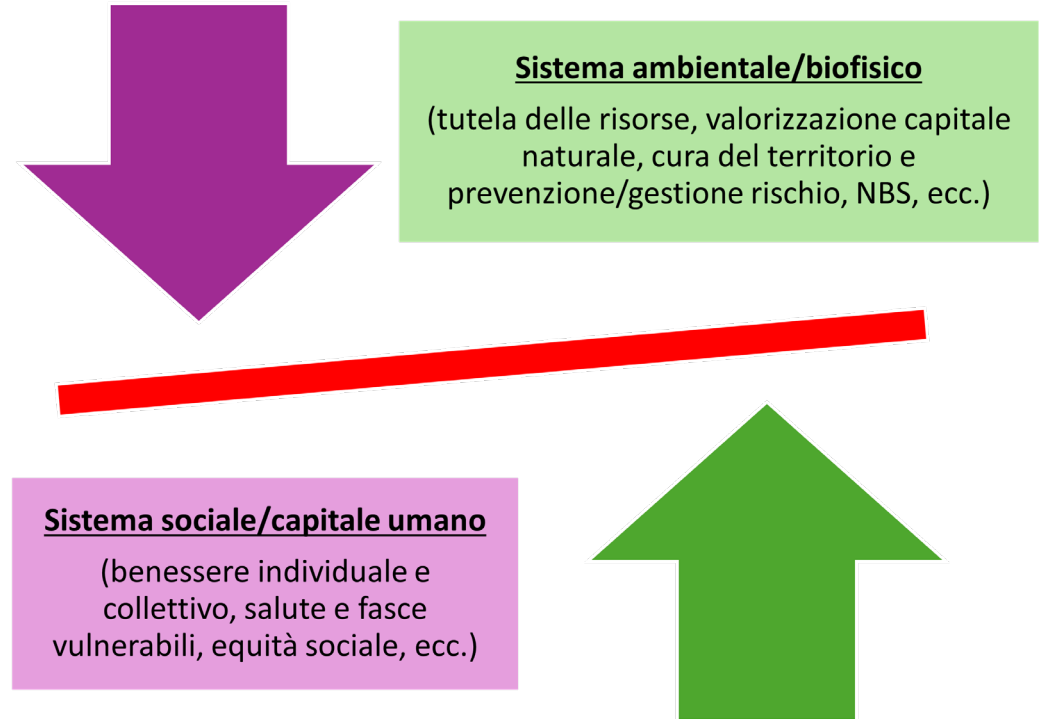 Sistema ambientale/biofisico
(tutela delle risorse, valorizzazione capitale
naturale, cura del territorio e
prevenzione/gestione rischio, NBS, ecc.)
Sistema sociale/capitale umano
(benessere individuale e
collettivo, salute e fasce
vulnerabili, equità sociale, ecc.)